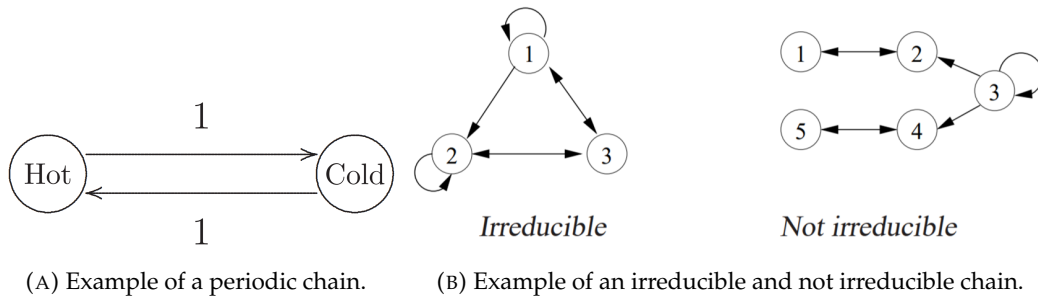 1
Hot
Cold
1
(A) Example of a periodic chain.
1
2
3
Irreducible
1
2
3
5
4
Not irreducible
(B) Example of an irreducible and not irreducible chain.